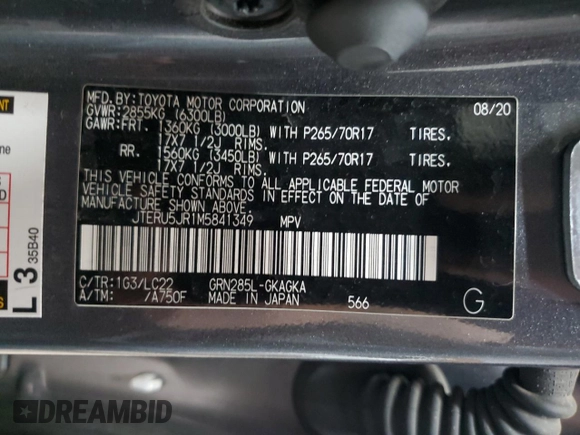 MFD.BY:TOYOTA MOTOR CORPORATION 08/20
GVWR:2855KG (6300LB)
GAWR:FRT. 1360KG (3000LB) WITH P265/70R17 TIRES.
17X7 1/2J RIMS.
RR. 1560KG (3450LB) WITH P265/70R17 TIRES.
17X7 1/2J RIMS.
THIS VEHICLE CONFORMS TO ALL APPLICABLE FEDERAL MOTOR
VEHICLE SAFETY STANDARDS IN EFFECT ON THE DATE OF
MANUFACTURE SHOWN ABOVE.
JTERU5JR1M5841349 MPV
C/TR:1G3/LC22 GRN285L-GKAGKA
A/TM: /A750F MADE IN JAPAN 566
G
L 3 35B40
DREAMBID